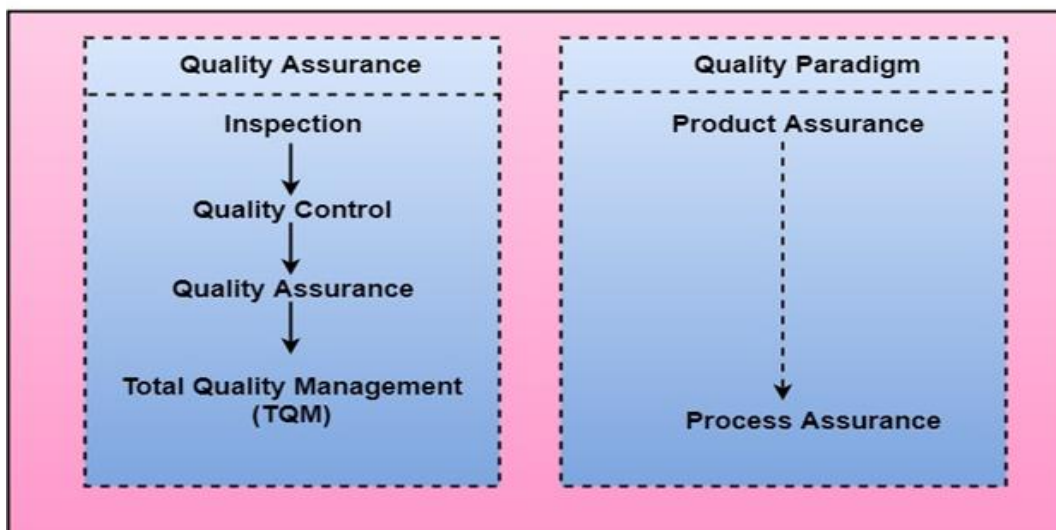 Quality Assurance
Inspection
Quality Control
Quality Assurance
Total Quality Management
(TQM)
Quality Paradigm
Product Assurance
Process Assurance